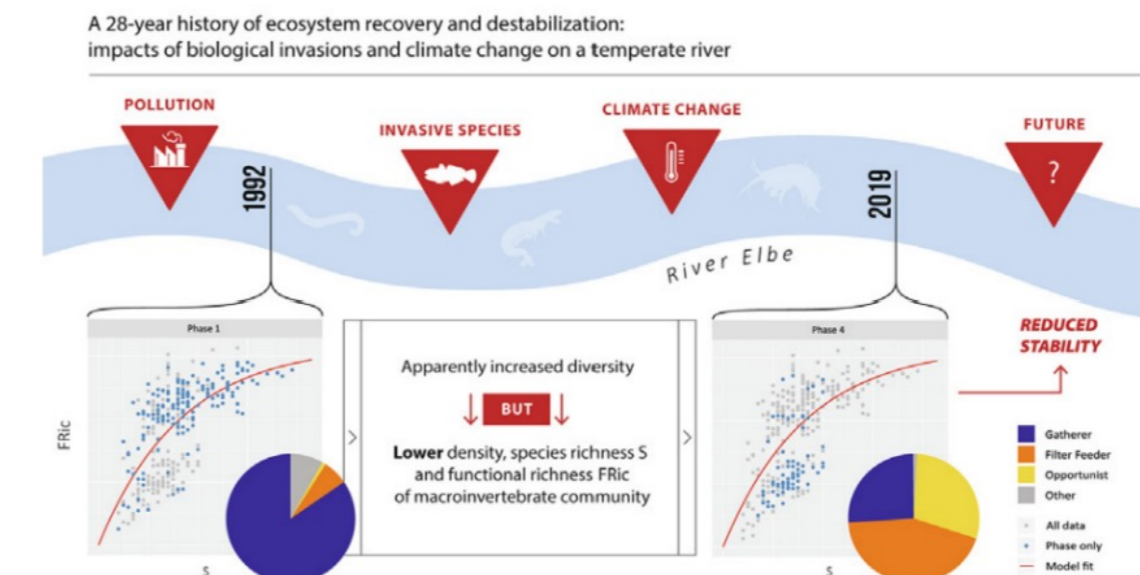 A 28-year history of ecosystem recovery and destabilization:
impacts of biological invasions and climate change on a temperate river
POLLUTION
INVASIVE SPECIES
CLIMATE CHANGE
FUTURE
?
1992
2019
River Elbe
Phase 1
FRic
S
Apparently increased diversity
BUT
Lower density, species richness S
and functional richness FRic
of macroinvertebrate community
Phase 4
S
REDUCED
STABILITY
Gatherer
Filter Feeder
Opportunist
Other
All data
Phase only
Model fit